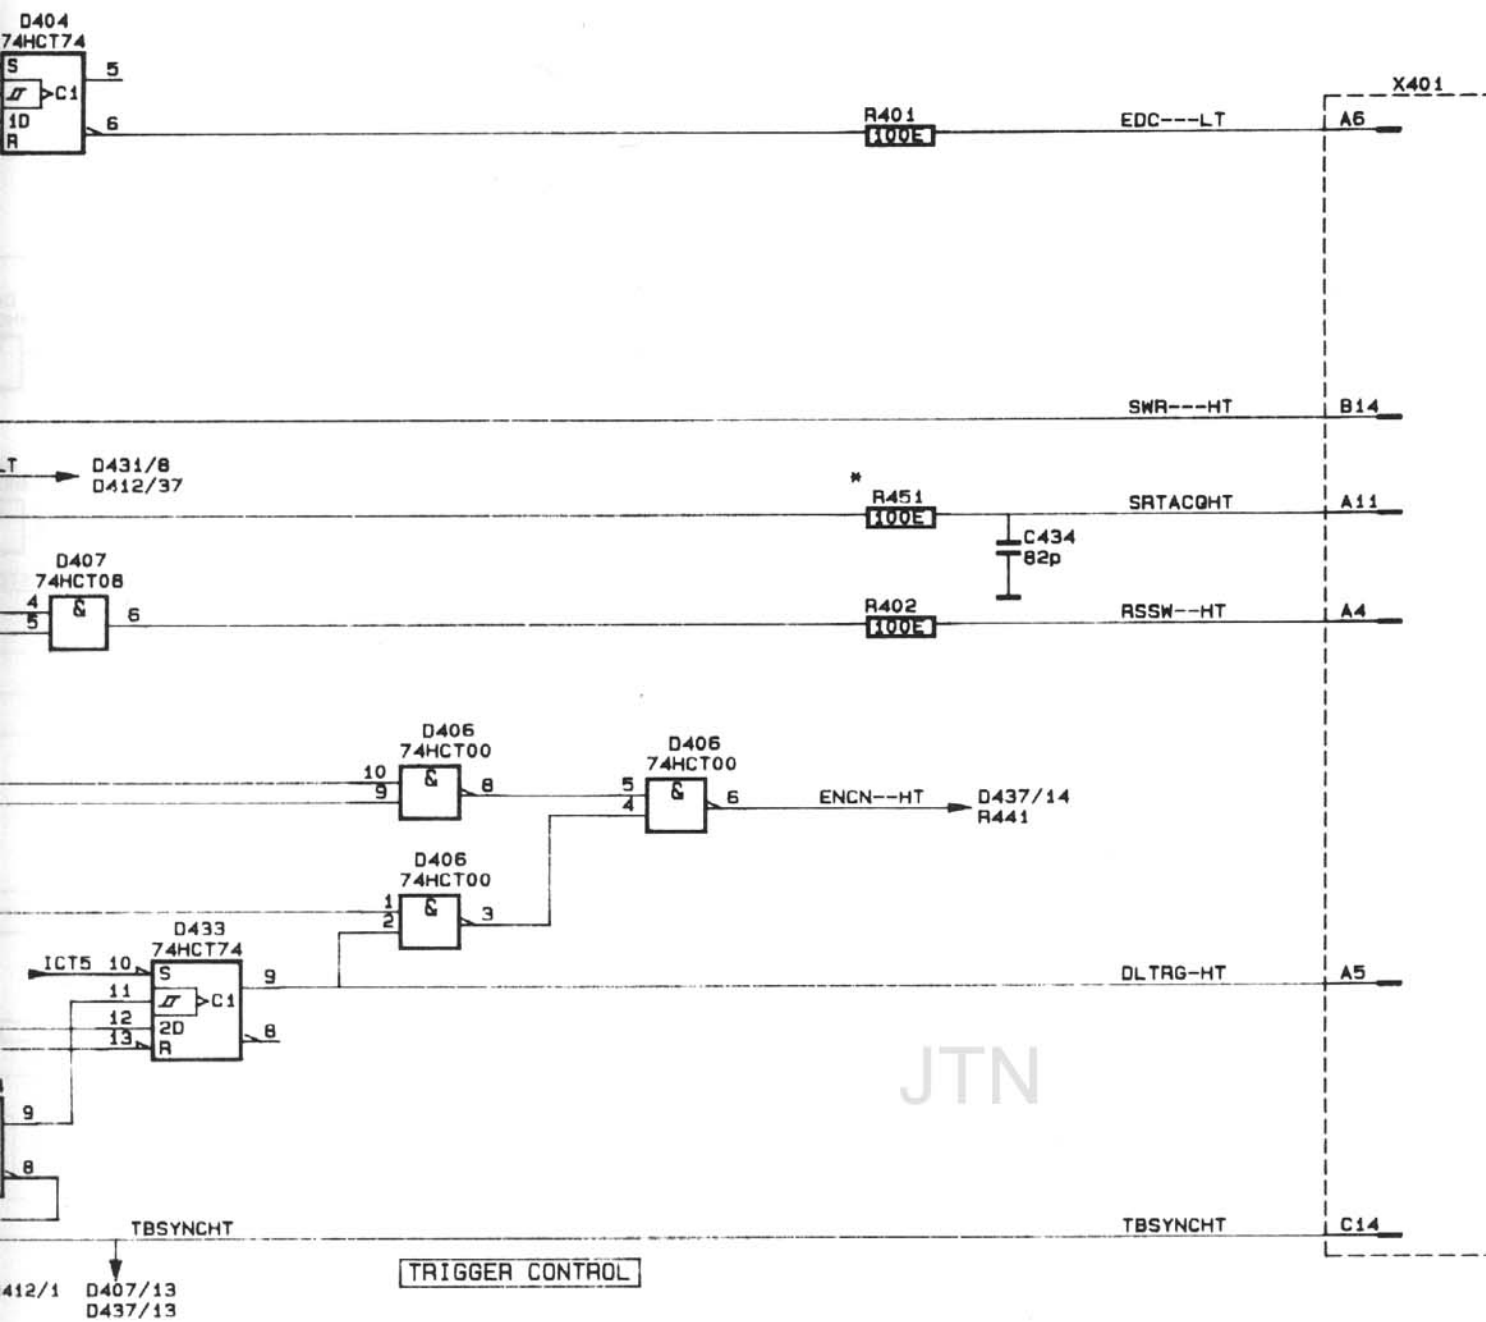 D404
74HCT74
S
5
C1
1D
6
R
X401
R401
100E
EDC---LT
A6
SWR---HT
B14
LT
D431/8
D412/37
*
R451
100E
SRTACQHT
A11
C434
82p
D407
74HCT08
4
5
&
6
R402
100E
RSSW--HT
A4
D406
74HCT00
10
9
&
8
D406
74HCT00
5
4
&
6
ENCN--HT
D437/14
R441
D406
74HCT00
1
2
&
3
D433
74HCT74
ICT5
10
S
9
11
C1
12
2D
13
R
8
DLTRG-HT
A5
JTN
9
8
TBSYNCHT
TBSYNCHT
C14
TRIGGER CONTROL
412/1
D407/13
D437/13